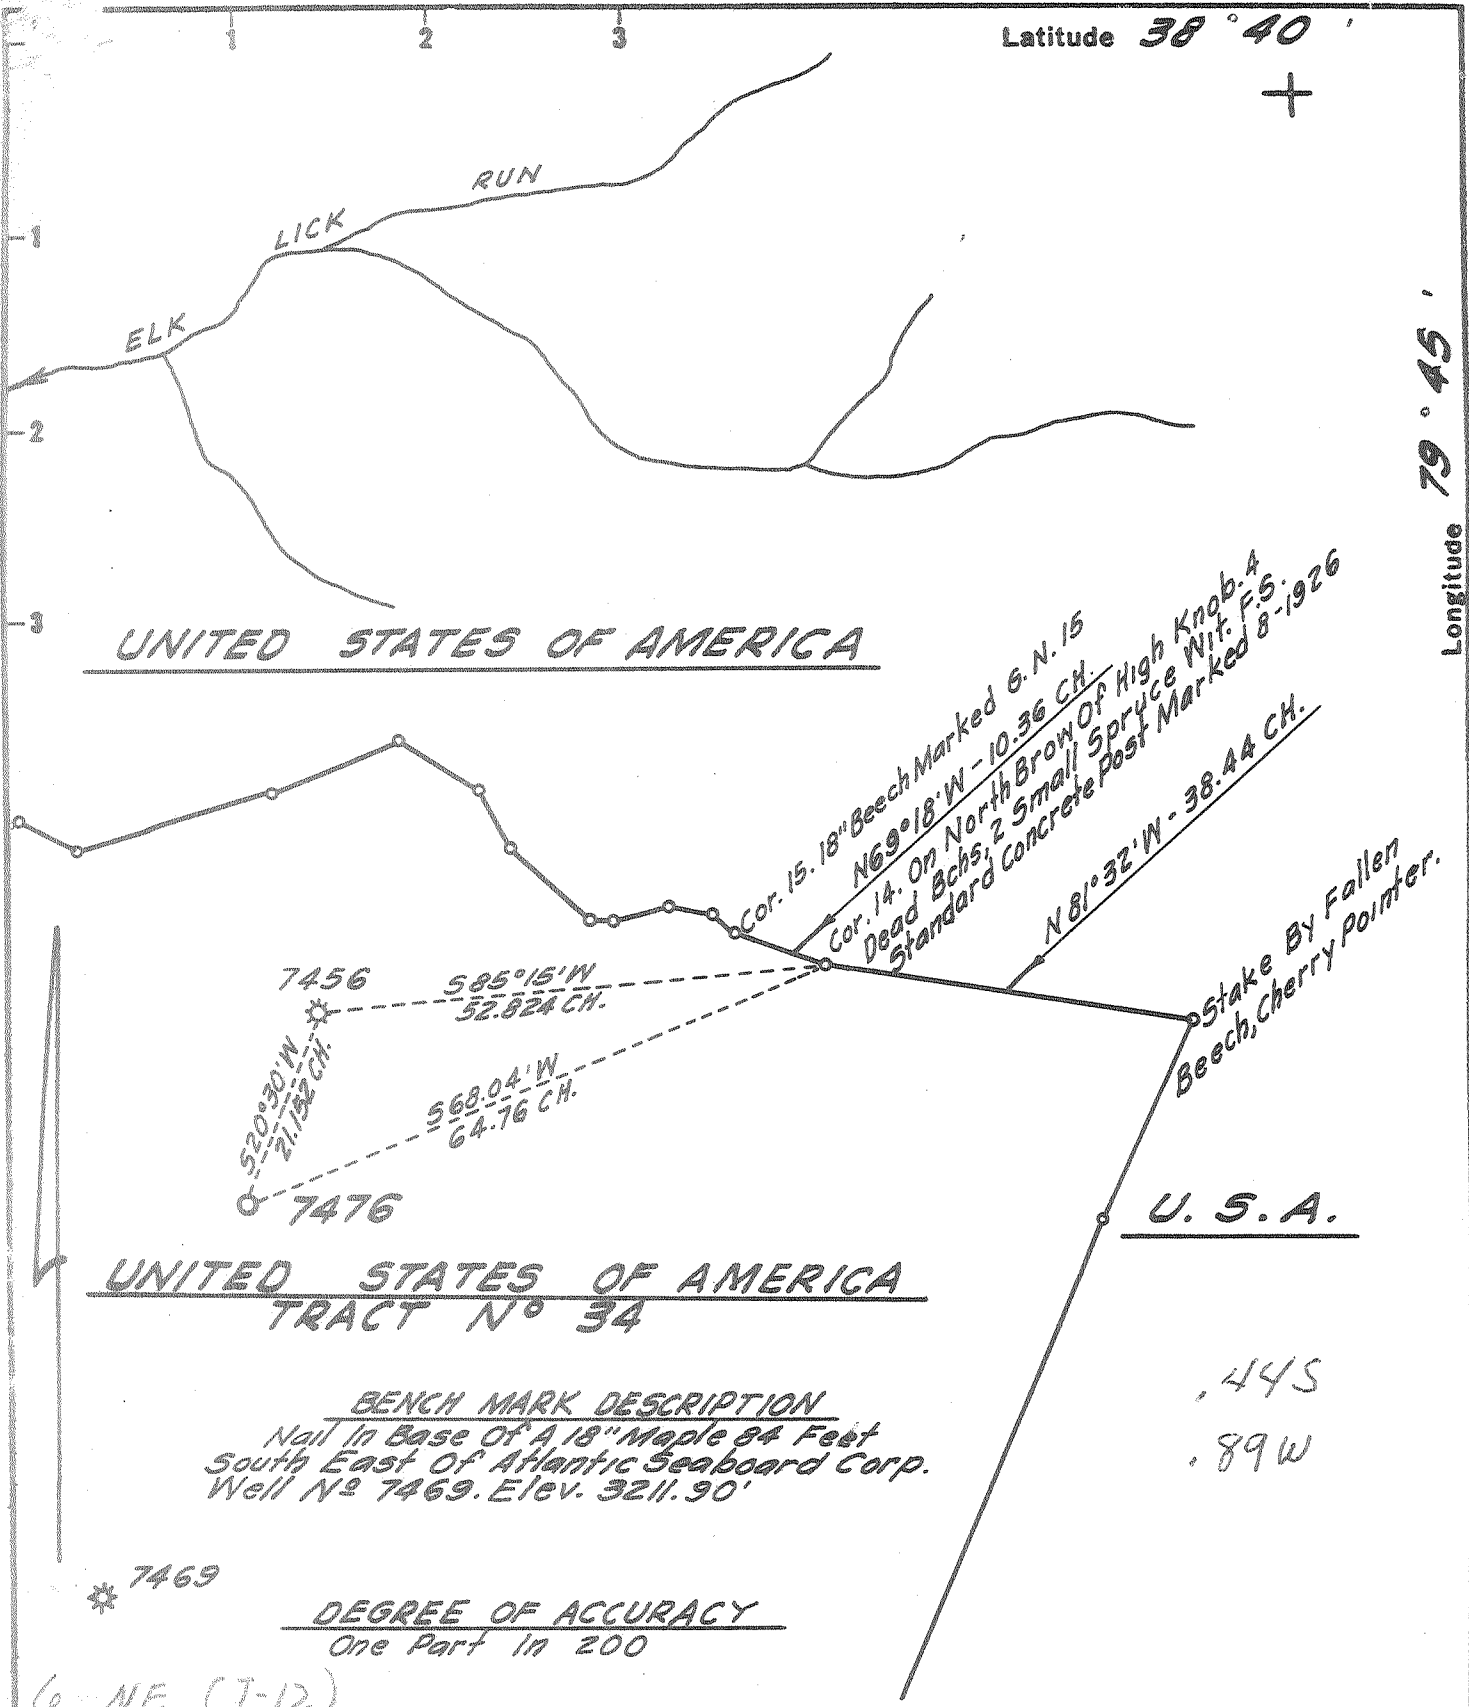 1 2 3
Latitude 38° 40'
RUN
LICK
1
ELK
2
Longitude 79° 45'
3
UNITED STATES OF AMERICA
Cor. 15. 18" Beech Marked G. N. 15
N69°18'W - 10.36 CH.
Cor. 14. On North Brow Of High Knob. 4
Dead Bchs, 2 Small Spruce Wit. F.S.
Standard Concrete Post Marked 8-1926
N 81°32'W - 38.44 CH.
Stake By Fallen
Beech, Cherry Pointer.
7456
S85°15'W
52.824 CH.
S20°30'W
21.152 CH.
S68.04'W
64.76 CH.
7476
U. S. A.
UNITED STATES OF AMERICA
TRACT Nº 34
.44S
.89W
BENCH MARK DESCRIPTION
Nail In Base Of A 18" Maple 84 Feet
South East Of Atlantic Seaboard Corp.
Well Nº 7469. Elev. 3211.90'
7469
DEGREE OF ACCURACY
One Part In 200
6 NE (J-12)